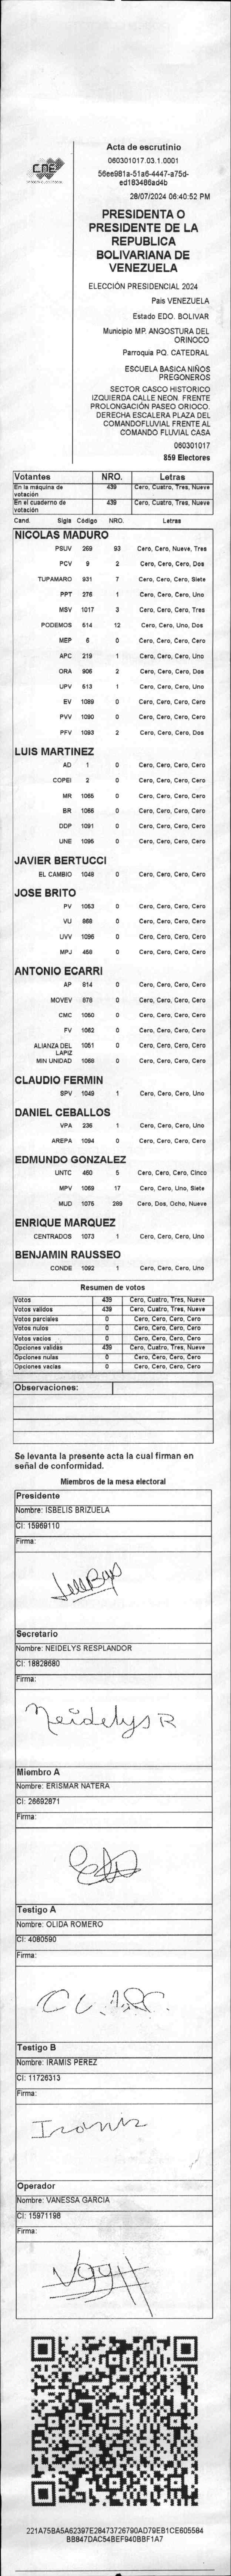 CNE
Acta de escrutinio
060301017.03.1.0001
56ee981a-51a6-4447-a75d-
ed183486ad4b
28/07/2024 06:40:52 PM
PRESIDENTA O
PRESIDENTE DE LA
REPUBLICA
BOLIVARIANA DE
VENEZUELA
ELECCIÓN PRESIDENCIAL 2024
Pais VENEZUELA
Estado EDO. BOLIVAR
Municipio MP. ANGOSTURA DEL
ORINOCO
Parroquia PQ. CATEDRAL
ESCUELA BASICA NIÑOS
PREGONEROS
SECTOR CASCO HISTORICO
IZQUIERDA CALLE NEON. FRENTE
PROLONGACIÓN PASEO ORIOCO.
DERECHA ESCALERA PLAZA DEL
COMANDOFLUVIAL FRENTE AL
COMANDO FLUVIAL CASA
060301017
859 Electores
Votantes NRO. Letras
En la máquina de votación 439 Cero, Cuatro, Tres, Nueve
En el cuaderno de votación 439 Cero, Cuatro, Tres, Nueve
Cand. Sigla Código NRO. Letras
NICOLAS MADURO
PSUV 269 93 Cero, Cero, Nueve, Tres
PCV 9 2 Cero, Cero, Cero, Dos
TUPAMARO 931 7 Cero, Cero, Cero, Siete
PPT 276 1 Cero, Cero, Cero, Uno
MSV 1017 3 Cero, Cero, Cero, Tres
PODEMOS 514 12 Cero, Cero, Uno, Dos
MEP 6 0 Cero, Cero, Cero, Cero
APC 219 1 Cero, Cero, Cero, Uno
ORA 906 2 Cero, Cero, Cero, Dos
UPV 513 1 Cero, Cero, Cero, Uno
EV 1089 0 Cero, Cero, Cero, Cero
PVV 1090 0 Cero, Cero, Cero, Cero
PFV 1093 2 Cero, Cero, Cero, Dos
LUIS MARTINEZ
AD 1 0 Cero, Cero, Cero, Cero
COPEI 2 0 Cero, Cero, Cero, Cero
MR 1065 0 Cero, Cero, Cero, Cero
BR 1066 0 Cero, Cero, Cero, Cero
DDP 1091 0 Cero, Cero, Cero, Cero
UNE 1095 0 Cero, Cero, Cero, Cero
JAVIER BERTUCCI
EL CAMBIO 1048 0 Cero, Cero, Cero, Cero
JOSE BRITO
PV 1053 0 Cero, Cero, Cero, Cero
VU 868 0 Cero, Cero, Cero, Cero
UVV 1096 0 Cero, Cero, Cero, Cero
MPJ 458 0 Cero, Cero, Cero, Cero
ANTONIO ECARRI
AP 914 0 Cero, Cero, Cero, Cero
MOVEV 878 0 Cero, Cero, Cero, Cero
CMC 1050 0 Cero, Cero, Cero, Cero
FV 1062 0 Cero, Cero, Cero, Cero
ALIANZA DEL LAPIZ 1051 0 Cero, Cero, Cero, Cero
MIN UNIDAD 1068 0 Cero, Cero, Cero, Cero
CLAUDIO FERMIN
SPV 1049 1 Cero, Cero, Cero, Uno
DANIEL CEBALLOS
VPA 236 1 Cero, Cero, Cero, Uno
AREPA 1094 0 Cero, Cero, Cero, Cero
EDMUNDO GONZALEZ
UNTC 460 5 Cero, Cero, Cero, Cinco
MPV 1069 17 Cero, Cero, Uno, Siete
MUD 1075 289 Cero, Dos, Ocho, Nueve
ENRIQUE MARQUEZ
CENTRADOS 1073 1 Cero, Cero, Cero, Uno
BENJAMIN RAUSSEO
CONDE 1092 1 Cero, Cero, Cero, Uno
Resumen de votos
Votos 439 Cero, Cuatro, Tres, Nueve
Votos validos 439 Cero, Cuatro, Tres, Nueve
Votos parciales 0 Cero, Cero, Cero, Cero
Votos nulos 0 Cero, Cero, Cero, Cero
Votos vacios 0 Cero, Cero, Cero, Cero
Opciones validas 439 Cero, Cuatro, Tres, Nueve
Opciones nulas 0 Cero, Cero, Cero, Cero
Opciones vacias 0 Cero, Cero, Cero, Cero
Observaciones:
Se levanta la presente acta la cual firman en
señal de conformidad.
Miembros de la mesa electoral
Presidente
Nombre: ISBELIS BRIZUELA
CI: 15969110
Firma:
Secretario
Nombre: NEIDELYS RESPLANDOR
CI: 18828680
Firma:
Neidelys R
Miembro A
Nombre: ERISMAR NATERA
CI: 26692871
Firma:
Testigo A
Nombre: OLIDA ROMERO
CI: 4080590
Firma:
Testigo B
Nombre: IRAMIS PEREZ
CI: 11726313
Firma:
Iramis
Operador
Nombre: VANESSA GARCIA
CI: 15971198
Firma:
221A75BA5A62397E28473726790AD79EB1CE605584
BB847DAC54BEF940BBF1A7